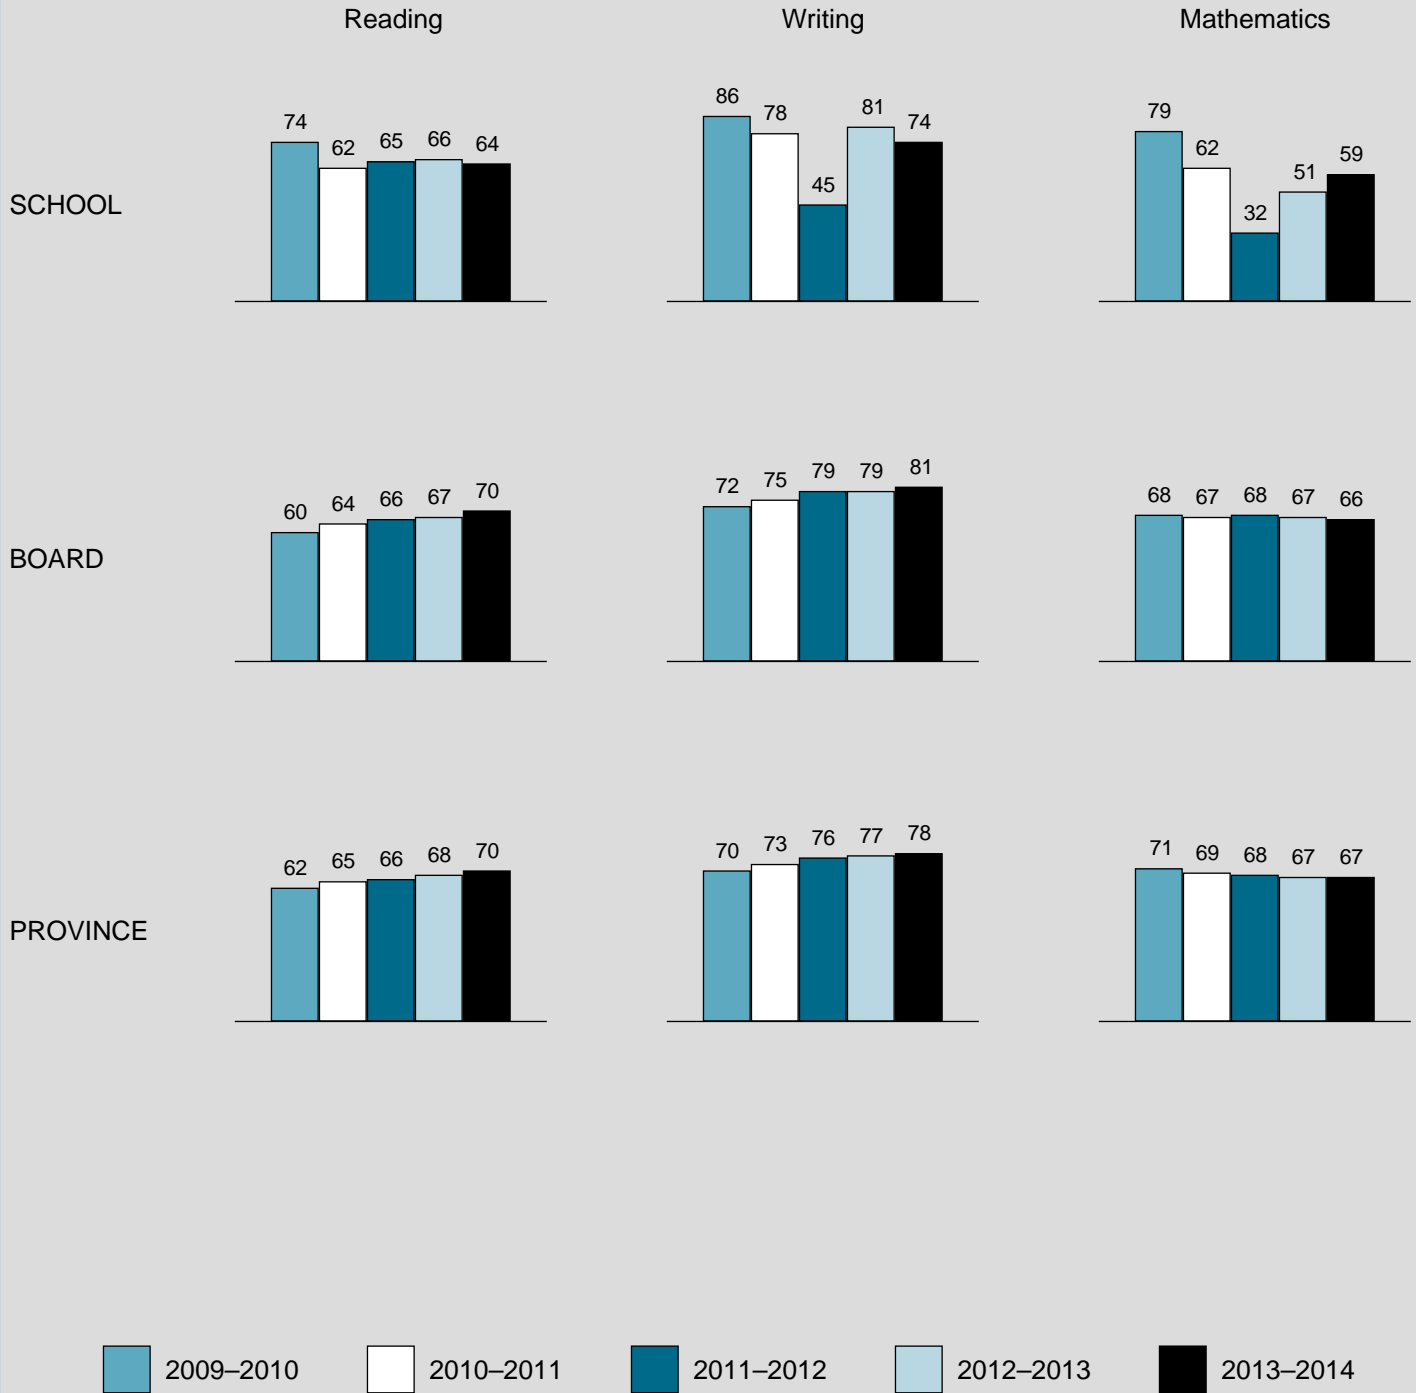 Reading Writing Mathematics
SCHOOL
74 62 65 66 64
86 78 45 81 74
79 62 32 51 59
BOARD
60 64 66 67 70
72 75 79 79 81
68 67 68 67 66
PROVINCE
62 65 66 68 70
70 73 76 77 78
71 69 68 67 67
2009–2010 2010–2011 2011–2012 2012–2013 2013–2014